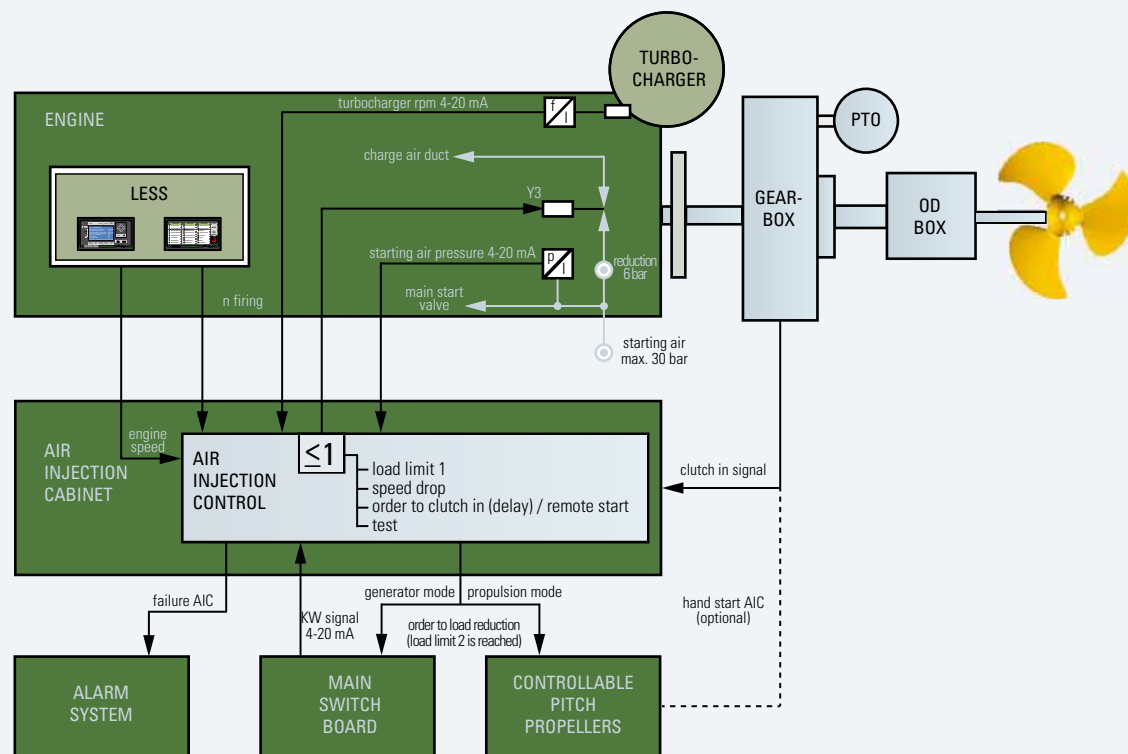 TURBO-
CHARGER
ENGINE
turbocharger rpm 4-20 mA
f
I
PTO
charge air duct
LESS
Y3
GEAR-
BOX
OD
BOX
starting air pressure 4-20 mA
p
I
reduction
6 bar
n firing
main start
valve
starting air
max. 30 bar
engine
speed
AIR
INJECTION
CABINET
AIR
INJECTION
CONTROL
≤1
load limit 1
speed drop
order to clutch in (delay) / remote start
test
clutch in signal
failure AIC
KW signal
4-20 mA
generator mode
propulsion mode
order to load reduction
(load limit 2 is reached)
hand start AIC
(optional)
ALARM
SYSTEM
MAIN
SWITCH
BOARD
CONTROLLABLE
PITCH
PROPELLERS